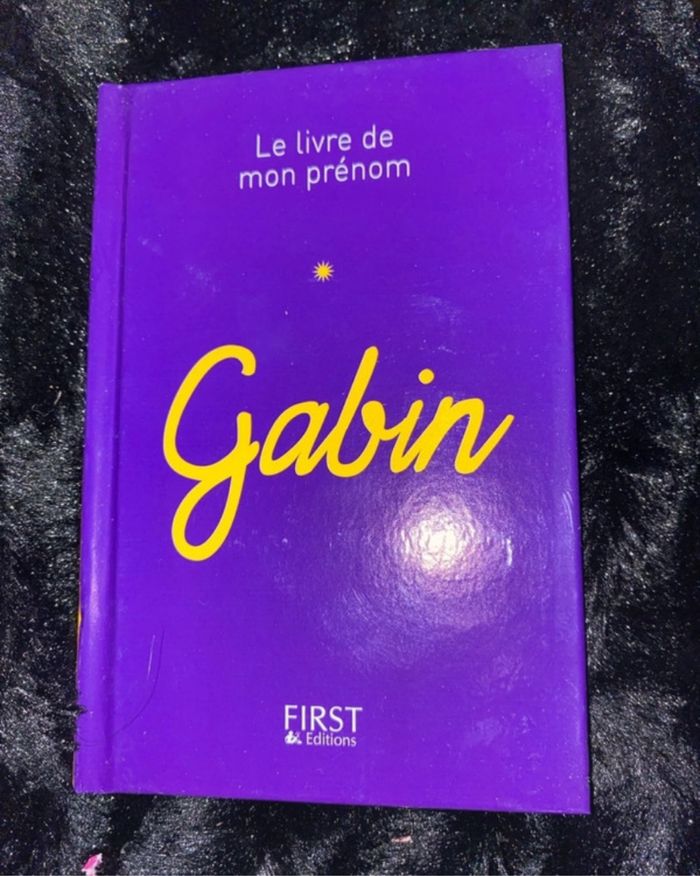 Le livre de
mon prénom
Gabin
FIRST
Editions